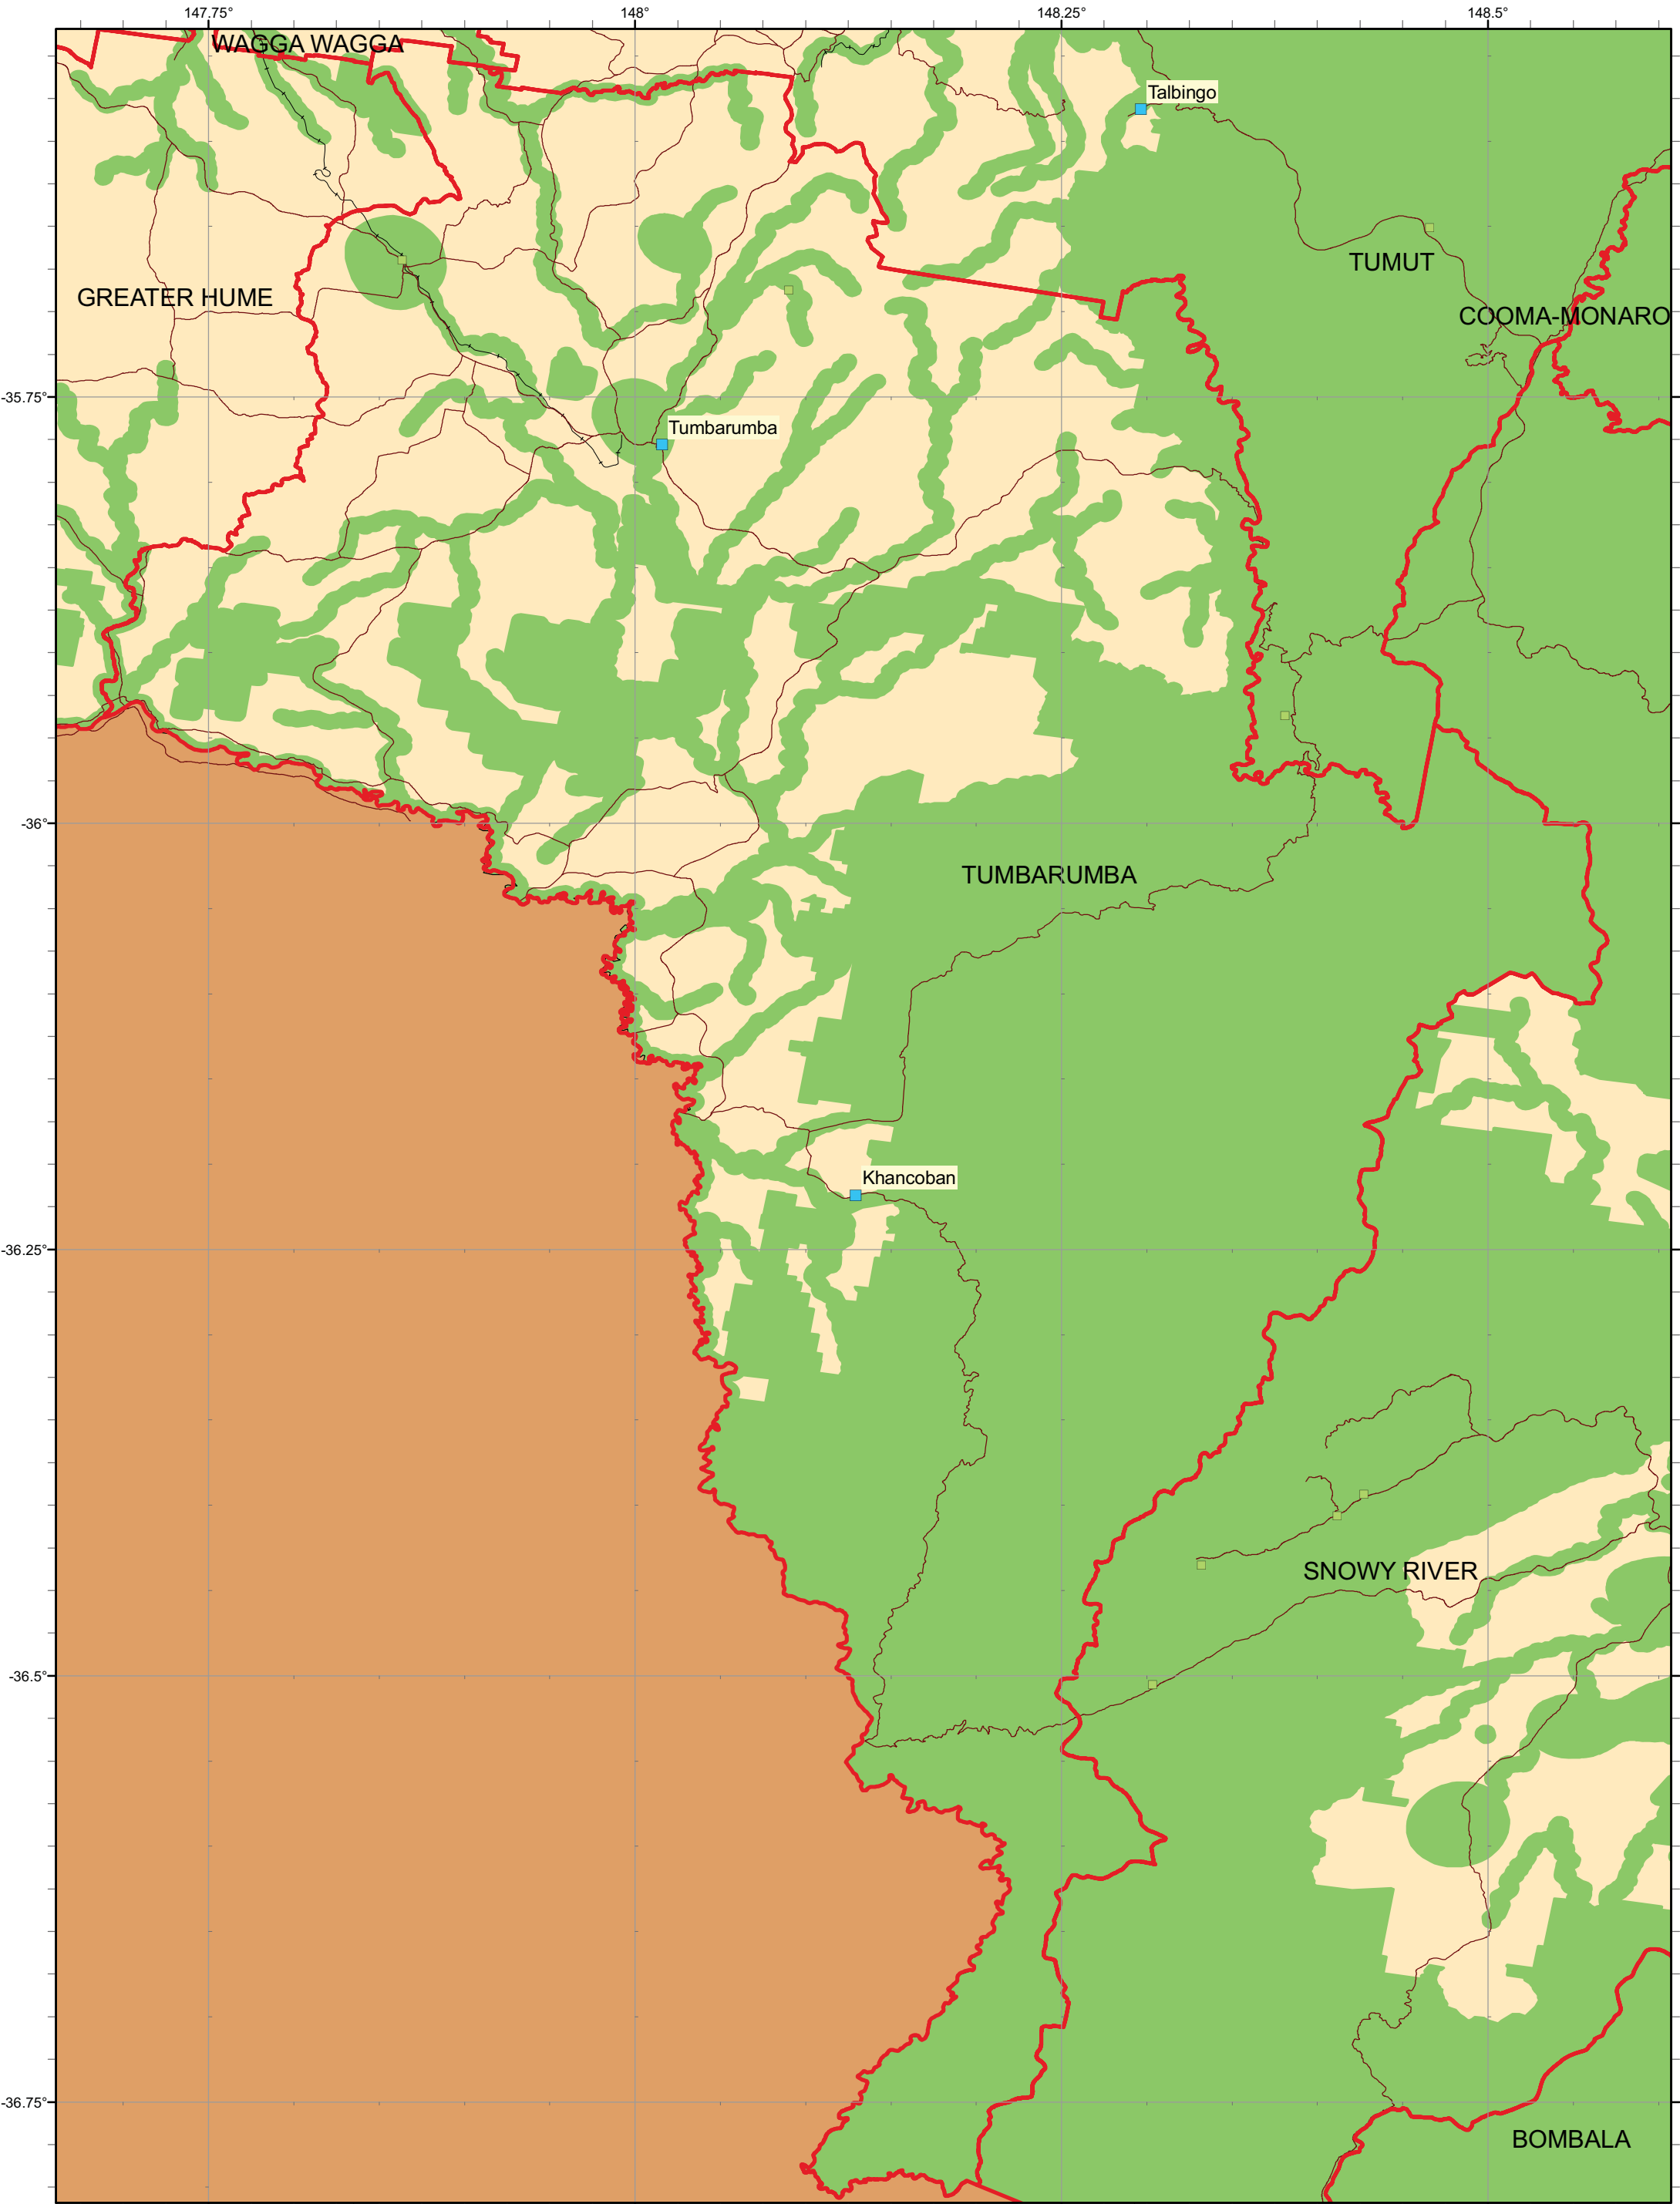 147.75°
148°
148.25°
148.5°
WAGGA WAGGA
Talbingo
TUMUT
GREATER HUME
COOMA-MONARO
-35.75°
Tumbarumba
-36°
TUMBARUMBA
Khancoban
-36.25°
SNOWY RIVER
-36.5°
-36.75°
BOMBALA